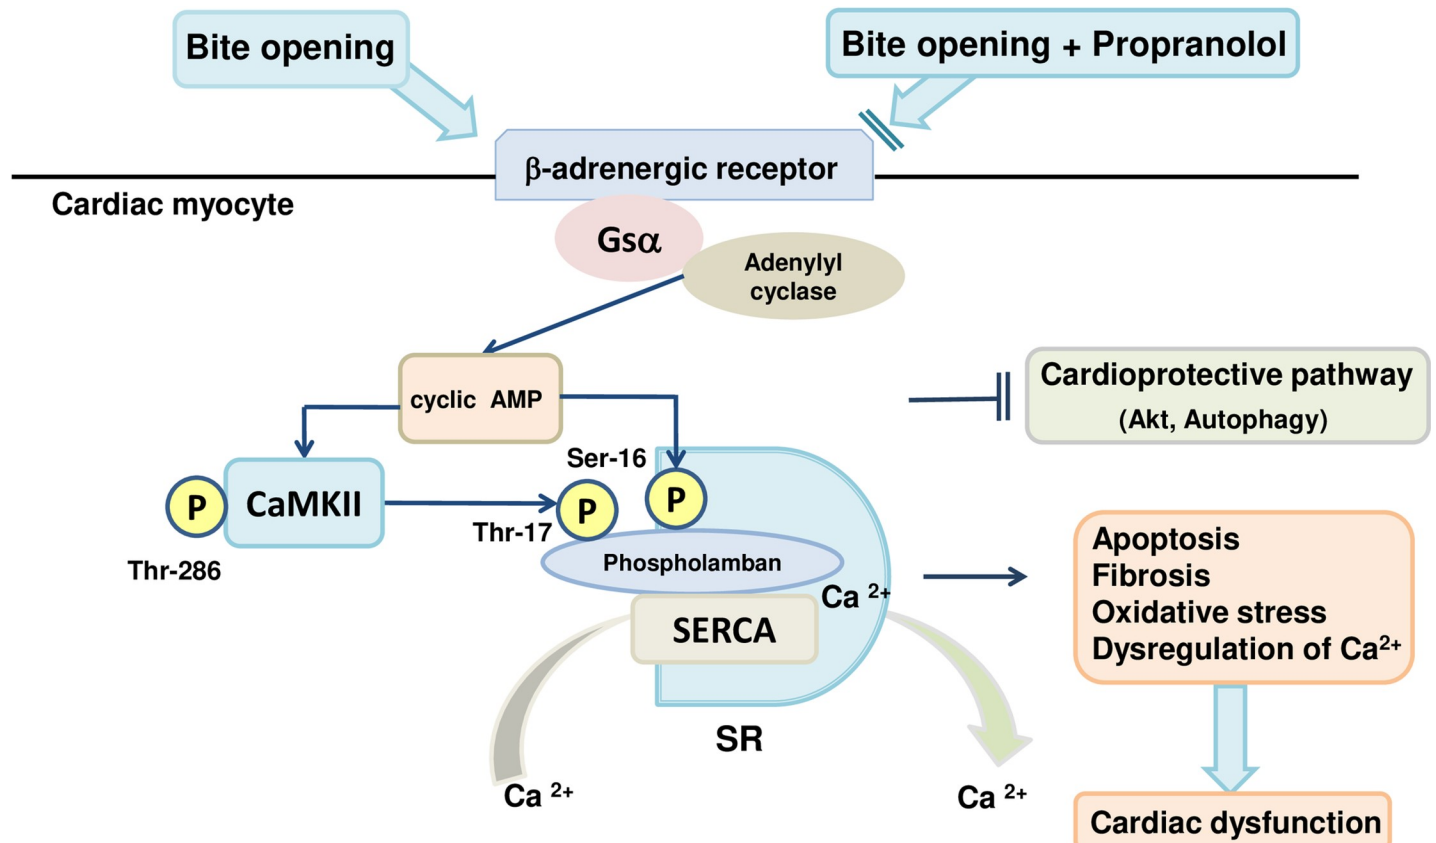 Bite opening
Bite opening + Propranolol
β-adrenergic receptor
Cardiac myocyte
Gsα
Adenylyl
cyclase
cyclic AMP
Cardioprotective pathway
(Akt, Autophagy)
Ser-16
P
CaMKII
P
P
Thr-17
Thr-286
Phospholamban
Ca 2+
SERCA
Apoptosis
Fibrosis
Oxidative stress
Dysregulation of Ca2+
SR
Ca 2+
Ca 2+
Cardiac dysfunction